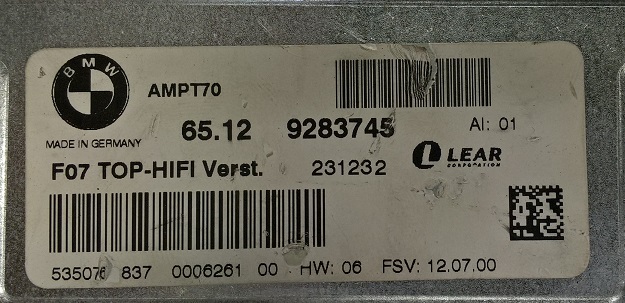 BMW
AMPT70
MADE IN GERMANY
65.12 9283745 AI: 01
F07 TOP-HIFI Verst. 231232
LEAR
CORPORATION
535076 837 0006261 00 HW: 06 FSV: 12.07.00